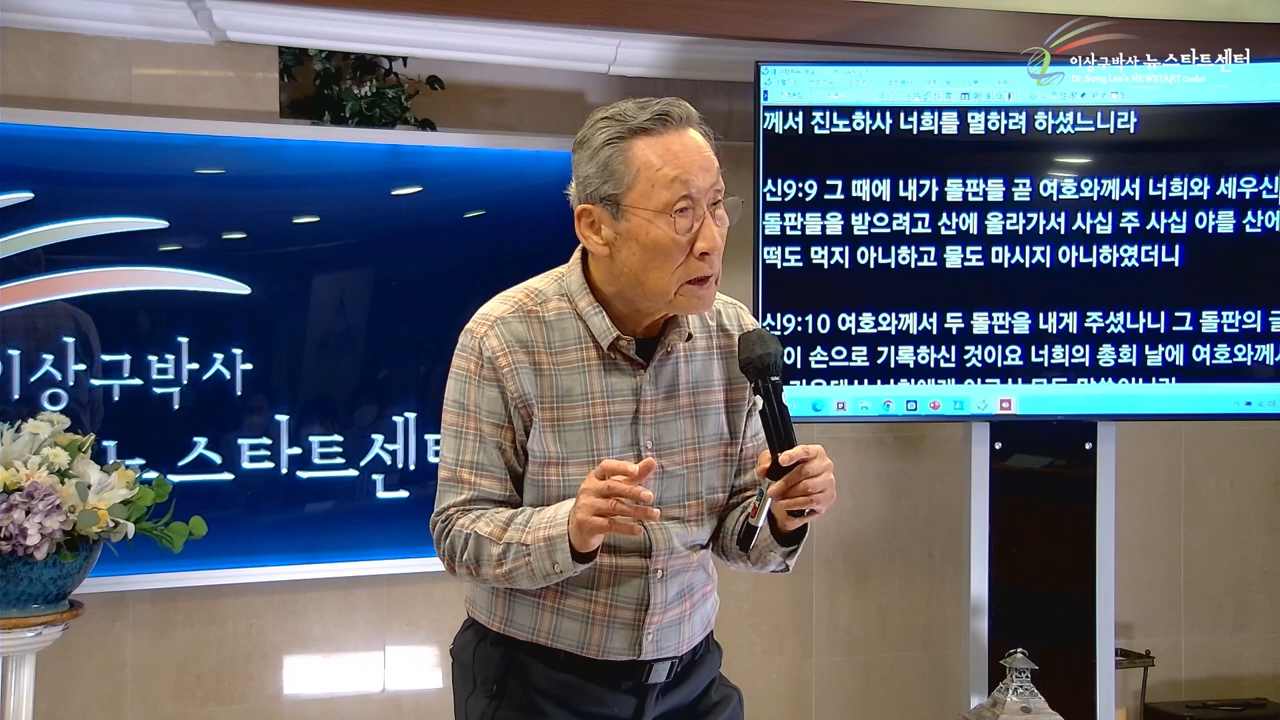 이상구박사 뉴스타트센터
Dr. Sang Lee's NEWSTART Center
께서 진노하사 너희를 멸하려 하셨느니라
신9:9 그 때에 내가 돌판들 곧 여호와께서 너희와 세우신
돌판들을 받으려고 산에 올라가서 사십 주 사십 야를 산에
떡도 먹지 아니하고 물도 마시지 아니하였더니
신9:10 여호와께서 두 돌판을 내게 주셨나니 그 돌판의
이 손으로 기록하신 것이요 너희의 총회 날에 여호와께서
이상구박사
뉴스타트센터